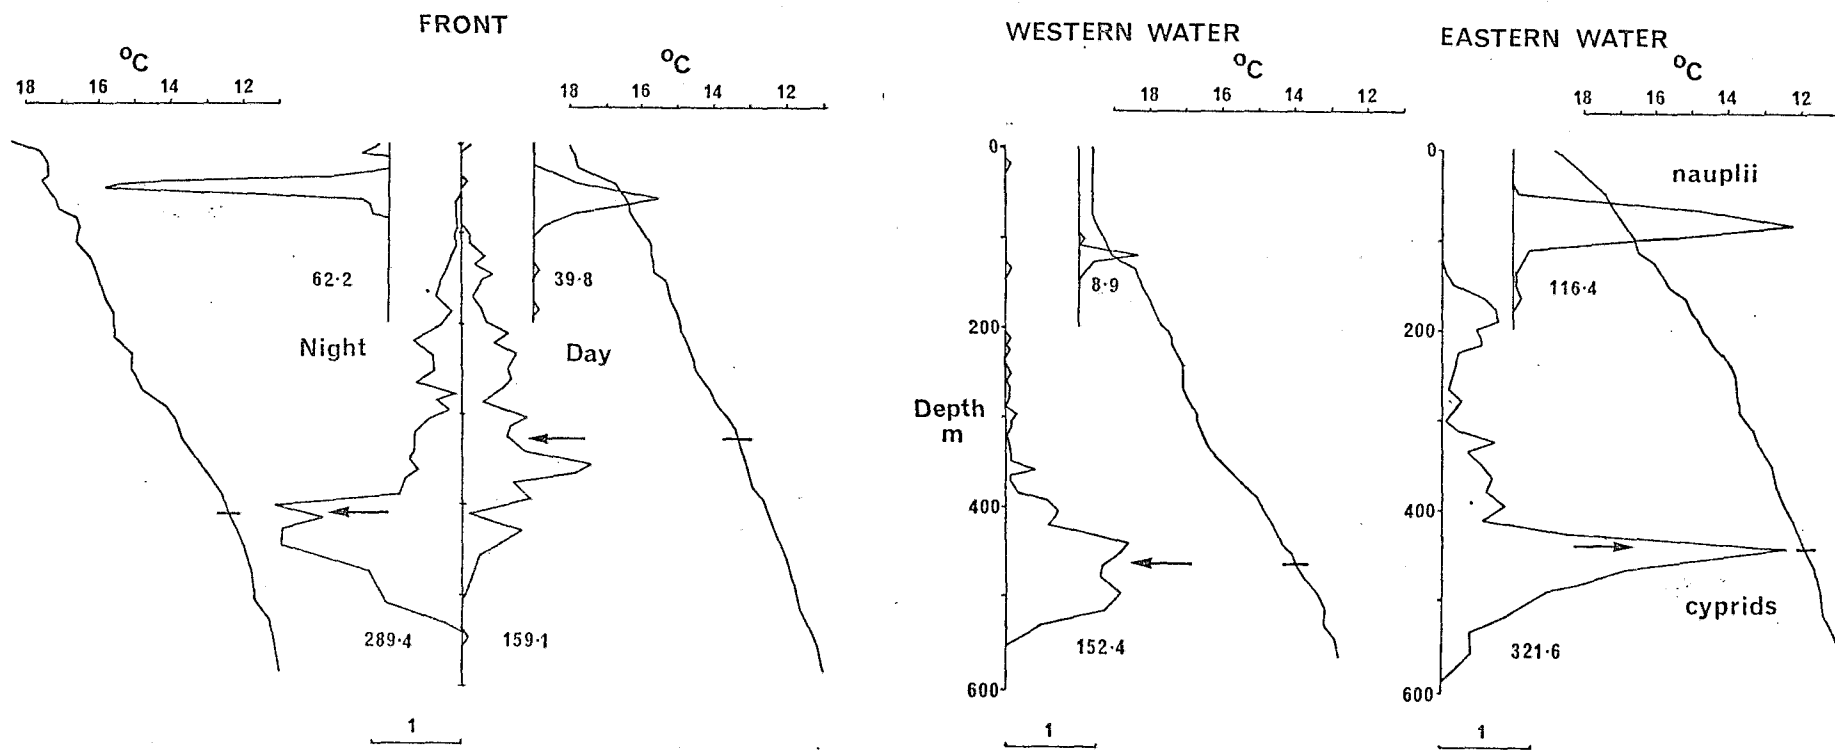 FRONT
°C
18 16 14 12
°C
18 16 14 12
62·2
39·8
Night
Day
289·4
159·1
1
WESTERN WATER
°C
18 16 14 12
0
8·9
200
Depth
m
400
152·4
600
1
EASTERN WATER
°C
18 16 14 12
0
nauplii
116·4
200
400
cyprids
321·6
600
1